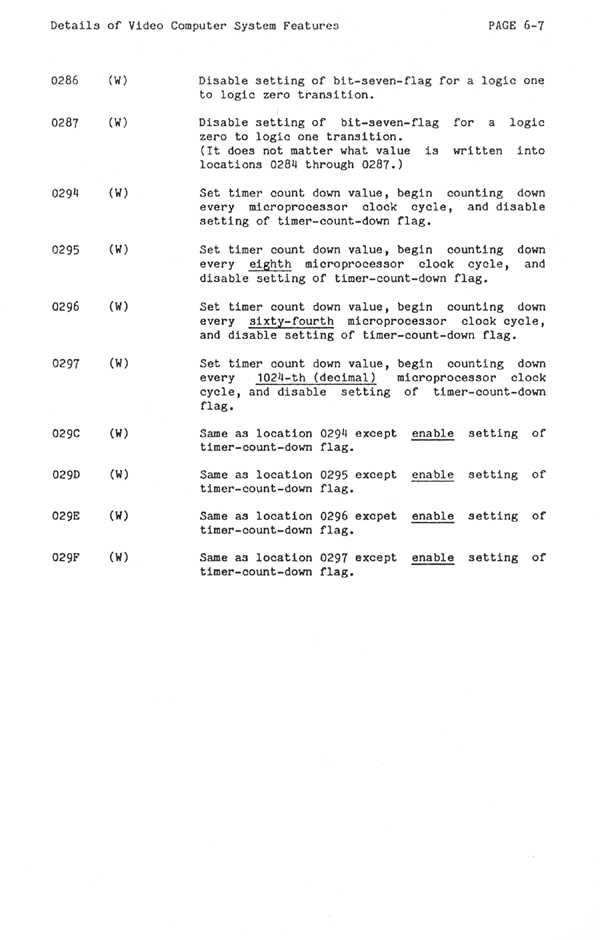 Details of Video Computer System Features PAGE 6-7
0286 (W) Disable setting of bit-seven-flag for a logic one
to logic zero transition.
0287 (W) Disable setting of bit-seven-flag for a logic
zero to logic one transition.
(It does not matter what value is written into
locations 0284 through 0287.)
0294 (W) Set timer count down value, begin counting down
every microprocessor clock cycle, and disable
setting of timer-count-down flag.
0295 (W) Set timer count down value, begin counting down
every eighth microprocessor clock cycle, and
disable setting of timer-count-down flag.
0296 (W) Set timer count down value, begin counting down
every sixty-fourth microprocessor clock cycle,
and disable setting of timer-count-down flag.
0297 (W) Set timer count down value, begin counting down
every 1024-th (decimal) microprocessor clock
cycle, and disable setting of timer-count-down
flag.
029C (W) Same as location 0294 except enable setting of
timer-count-down flag.
029D (W) Same as location 0295 except enable setting of
timer-count-down flag.
029E (W) Same as location 0296 excpet enable setting of
timer-count-down flag.
029F (W) Same as location 0297 except enable setting of
timer-count-down flag.